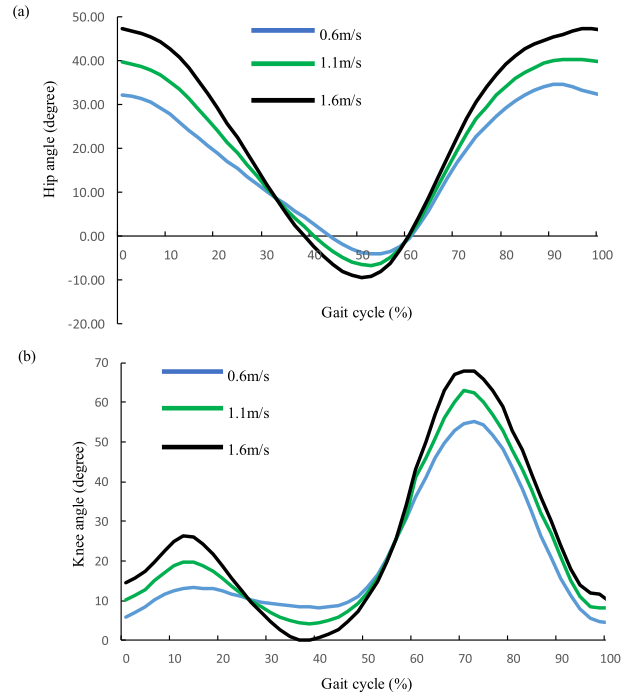 (a)
50.00
40.00
30.00
20.00
10.00
0.00
-10.00
-20.00
Hip angle (degree)
0.6m/s
1.1m/s
1.6m/s
0 10 20 30 40 50 60 70 80 90 100
Gait cycle (%)
(b)
70
60
50
40
30
20
10
0
Knee angle (degree)
0.6m/s
1.1m/s
1.6m/s
0 10 20 30 40 50 60 70 80 90 100
Gait cycle (%)